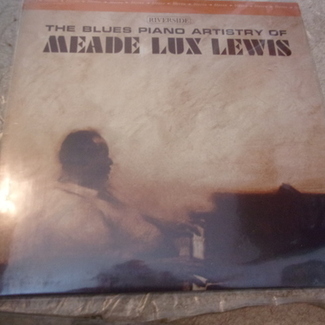 RIVERSIDE
THE BLUES PIANO ARTISTRY OF
MEADE LUX LEWIS